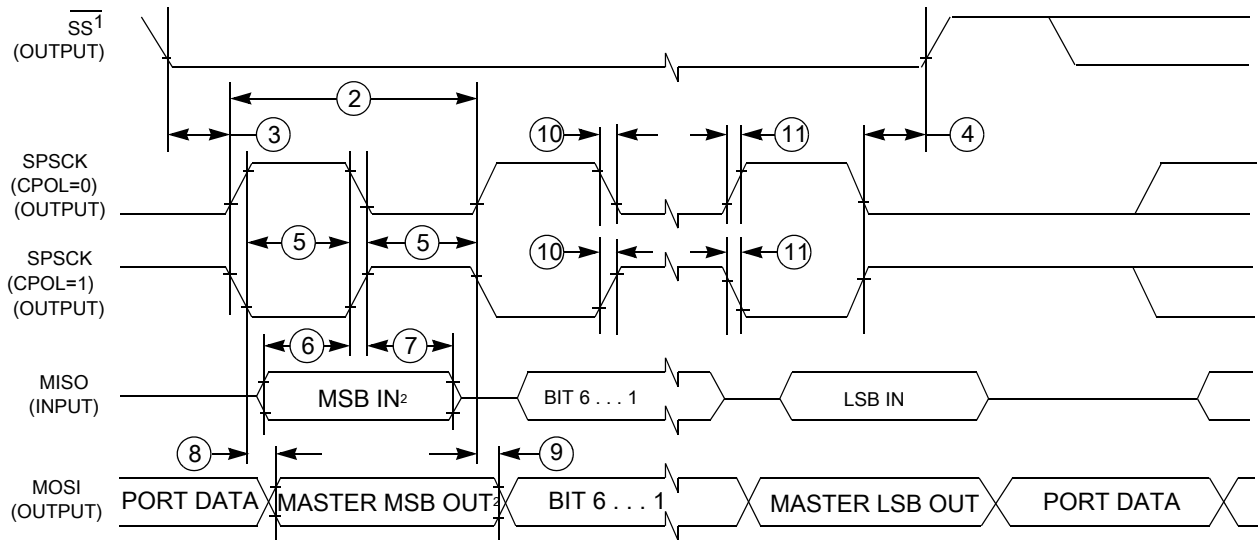 SS1
(OUTPUT)
2
3
10
11
4
SPSCK
(CPOL=0)
(OUTPUT)
5
5
SPSCK
(CPOL=1)
(OUTPUT)
10
11
6
7
MISO
(INPUT)
MSB IN2
BIT 6 . . . 1
LSB IN
8
9
MOSI
(OUTPUT)
PORT DATA
MASTER MSB OUT2
BIT 6 . . . 1
MASTER LSB OUT
PORT DATA